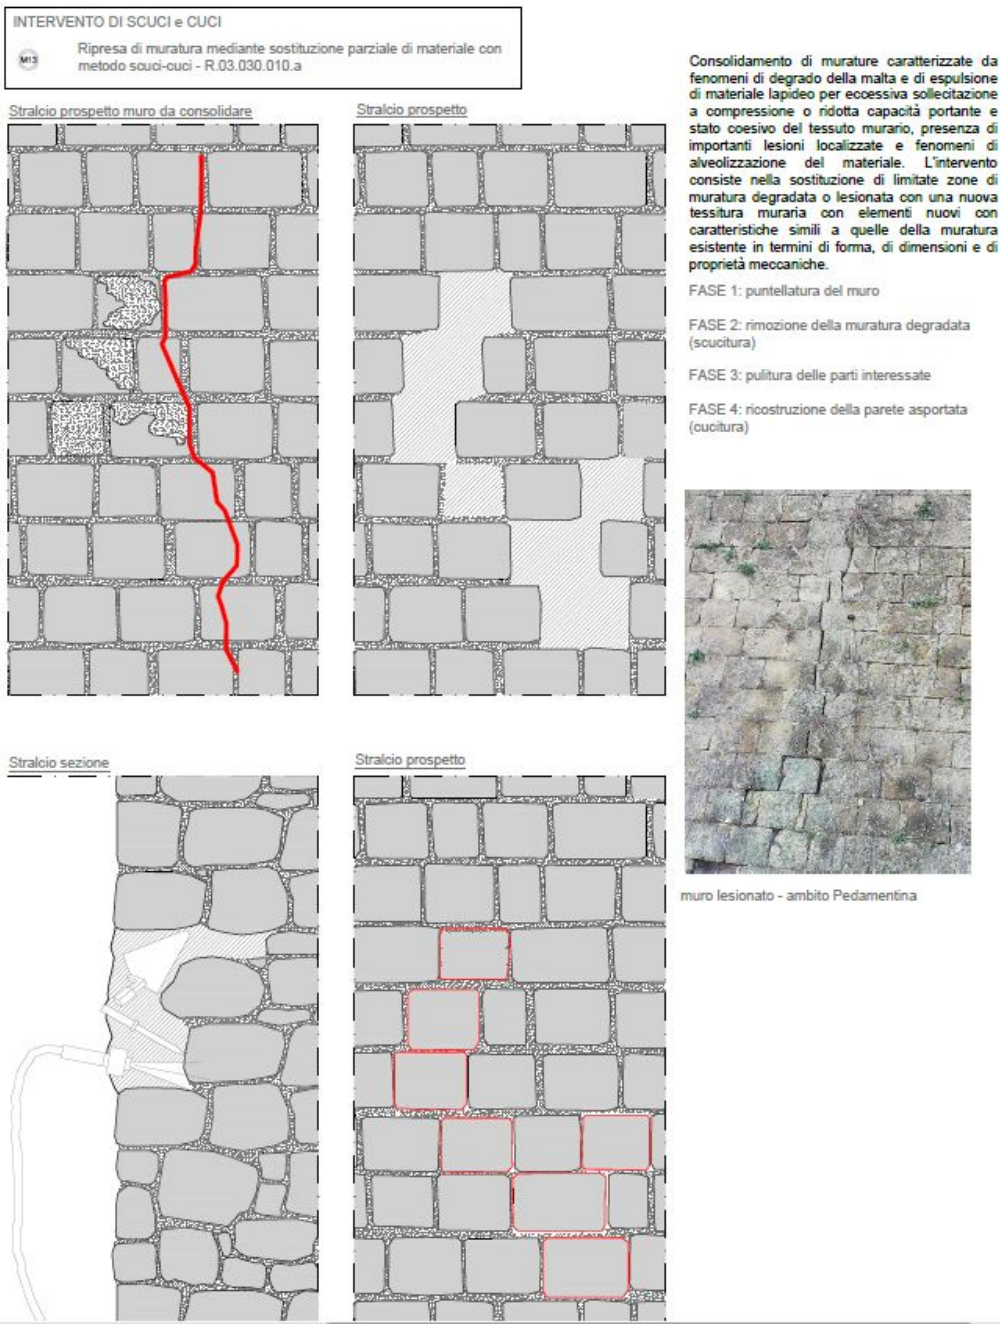 INTERVENTO DI SCUCI e CUCI
M13
Ripresa di muratura mediante sostituzione parziale di materiale con
metodo scuci-cuci - R.03.030.010.a
Stralcio prospetto muro da consolidare
Stralcio prospetto
Consolidamento di murature caratterizzate da
fenomeni di degrado della malta e di espulsione
di materiale lapideo per eccessiva sollecitazione
a compressione o ridotta capacità portante e
stato coesivo del tessuto murario, presenza di
importanti lesioni localizzate e fenomeni di
alveolizzazione del materiale. L'intervento
consiste nella sostituzione di limitate zone di
muratura degradata o lesionata con una nuova
tessitura muraria con elementi nuovi con
caratteristiche simili a quelle della muratura
esistente in termini di forma, di dimensioni e di
proprietà meccaniche.
FASE 1: puntellatura del muro
FASE 2: rimozione della muratura degradata
(scucitura)
FASE 3: pulitura delle parti interessate
FASE 4: ricostruzione della parete asportata
(cucitura)
Stralcio sezione
Stralcio prospetto
muro lesionato - ambito Pedamentina